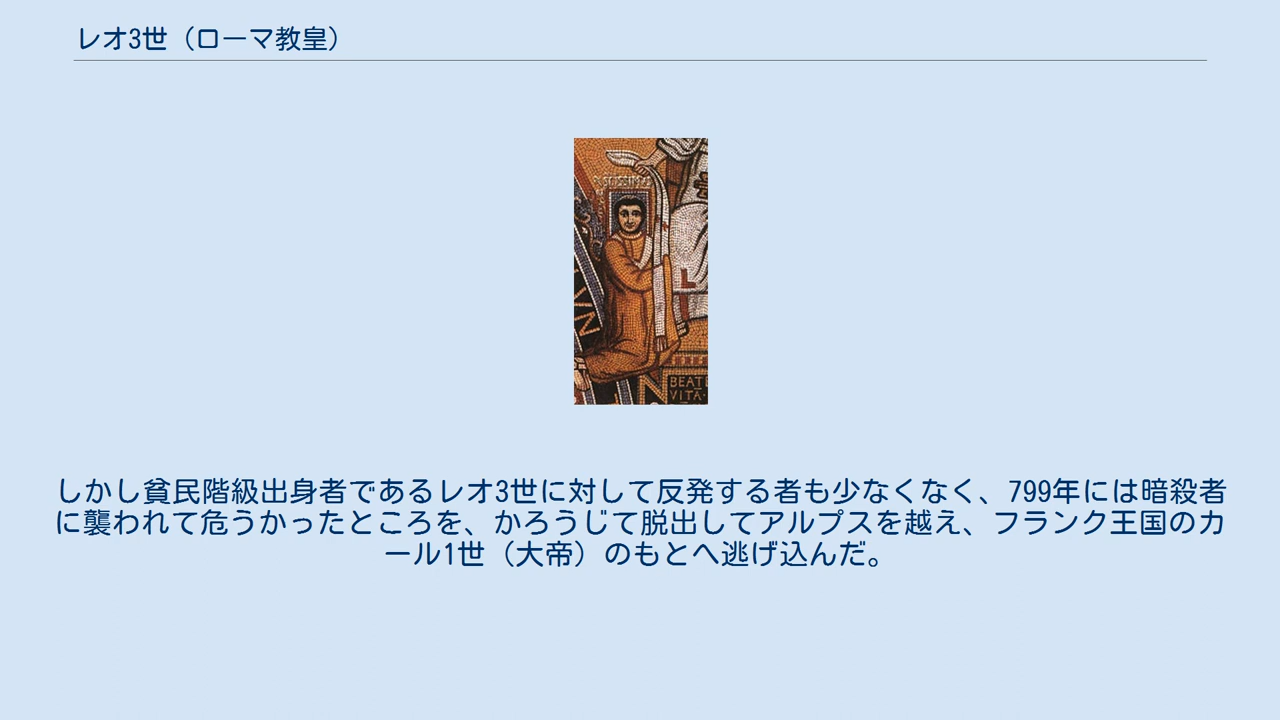 レオ3世（ローマ教皇）
L
BEATE
VITA
しかし貧民階級出身者であるレオ3世に対して反発する者も少なくなく、799年には暗殺者
に襲われて危うかったところを、かろうじて脱出してアルプスを越え、フランク王国のカ
ール1世（大帝）のもとへ逃げ込んだ。